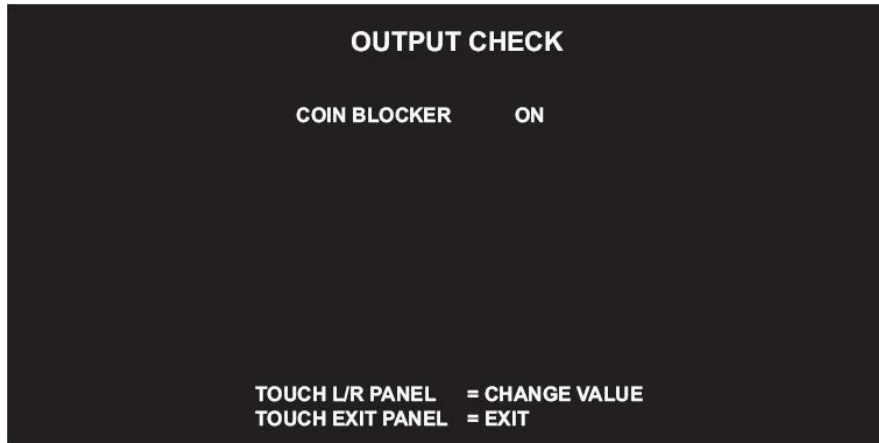 OUTPUT CHECK
COIN BLOCKER ON
TOUCH L/R PANEL = CHANGE VALUE
TOUCH EXIT PANEL = EXIT